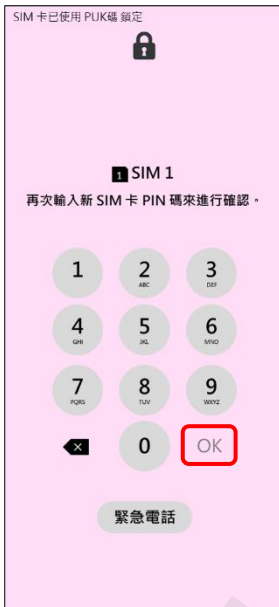 SIM 卡已使用 PUK碼 鎖定
1 SIM 1
再次輸入新 SIM 卡 PIN 碼來進行確認。
1 2 3
ABC DEF
4 5 6
GHI JKL MNO
7 8 9
PQRS TUV WXYZ
0 OK
緊急電話